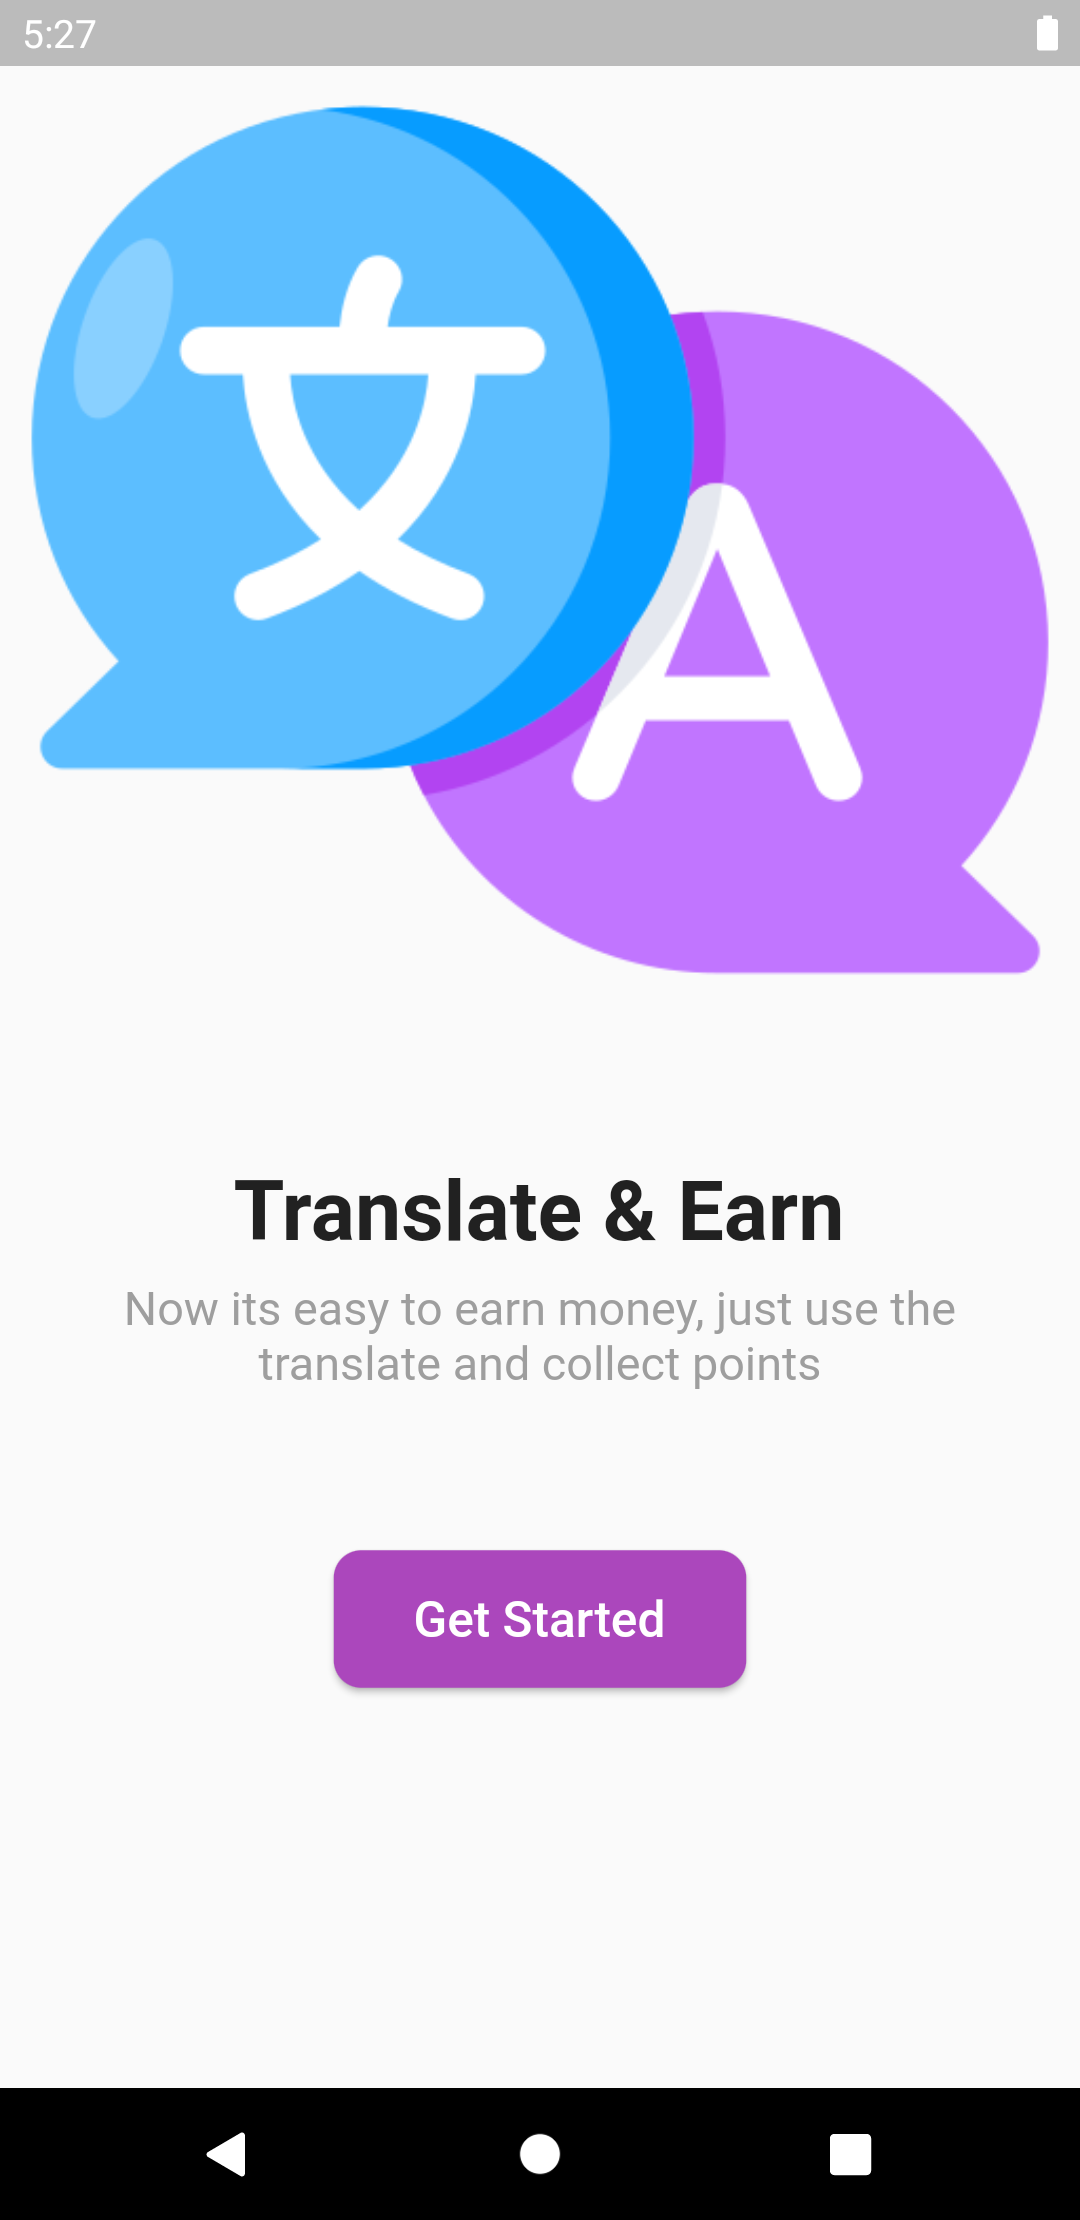 5:27
文
A
Translate & Earn
Now its easy to earn money, just use the
translate and collect points
Get Started